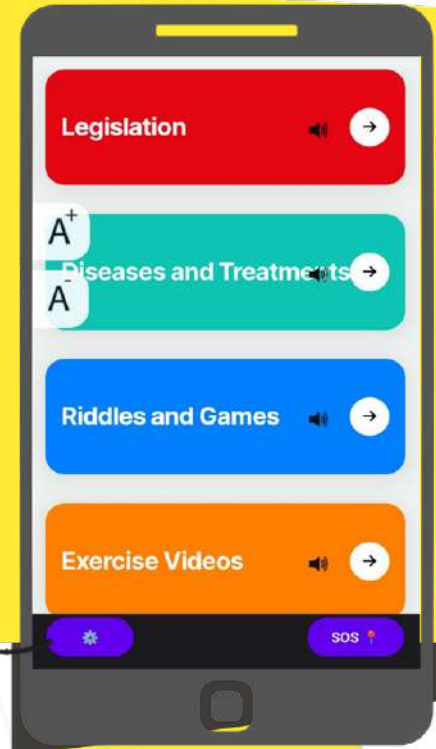 Legislation
A+
Diseases and Treatments
A-
Riddles and Games
Exercise Videos
SOS